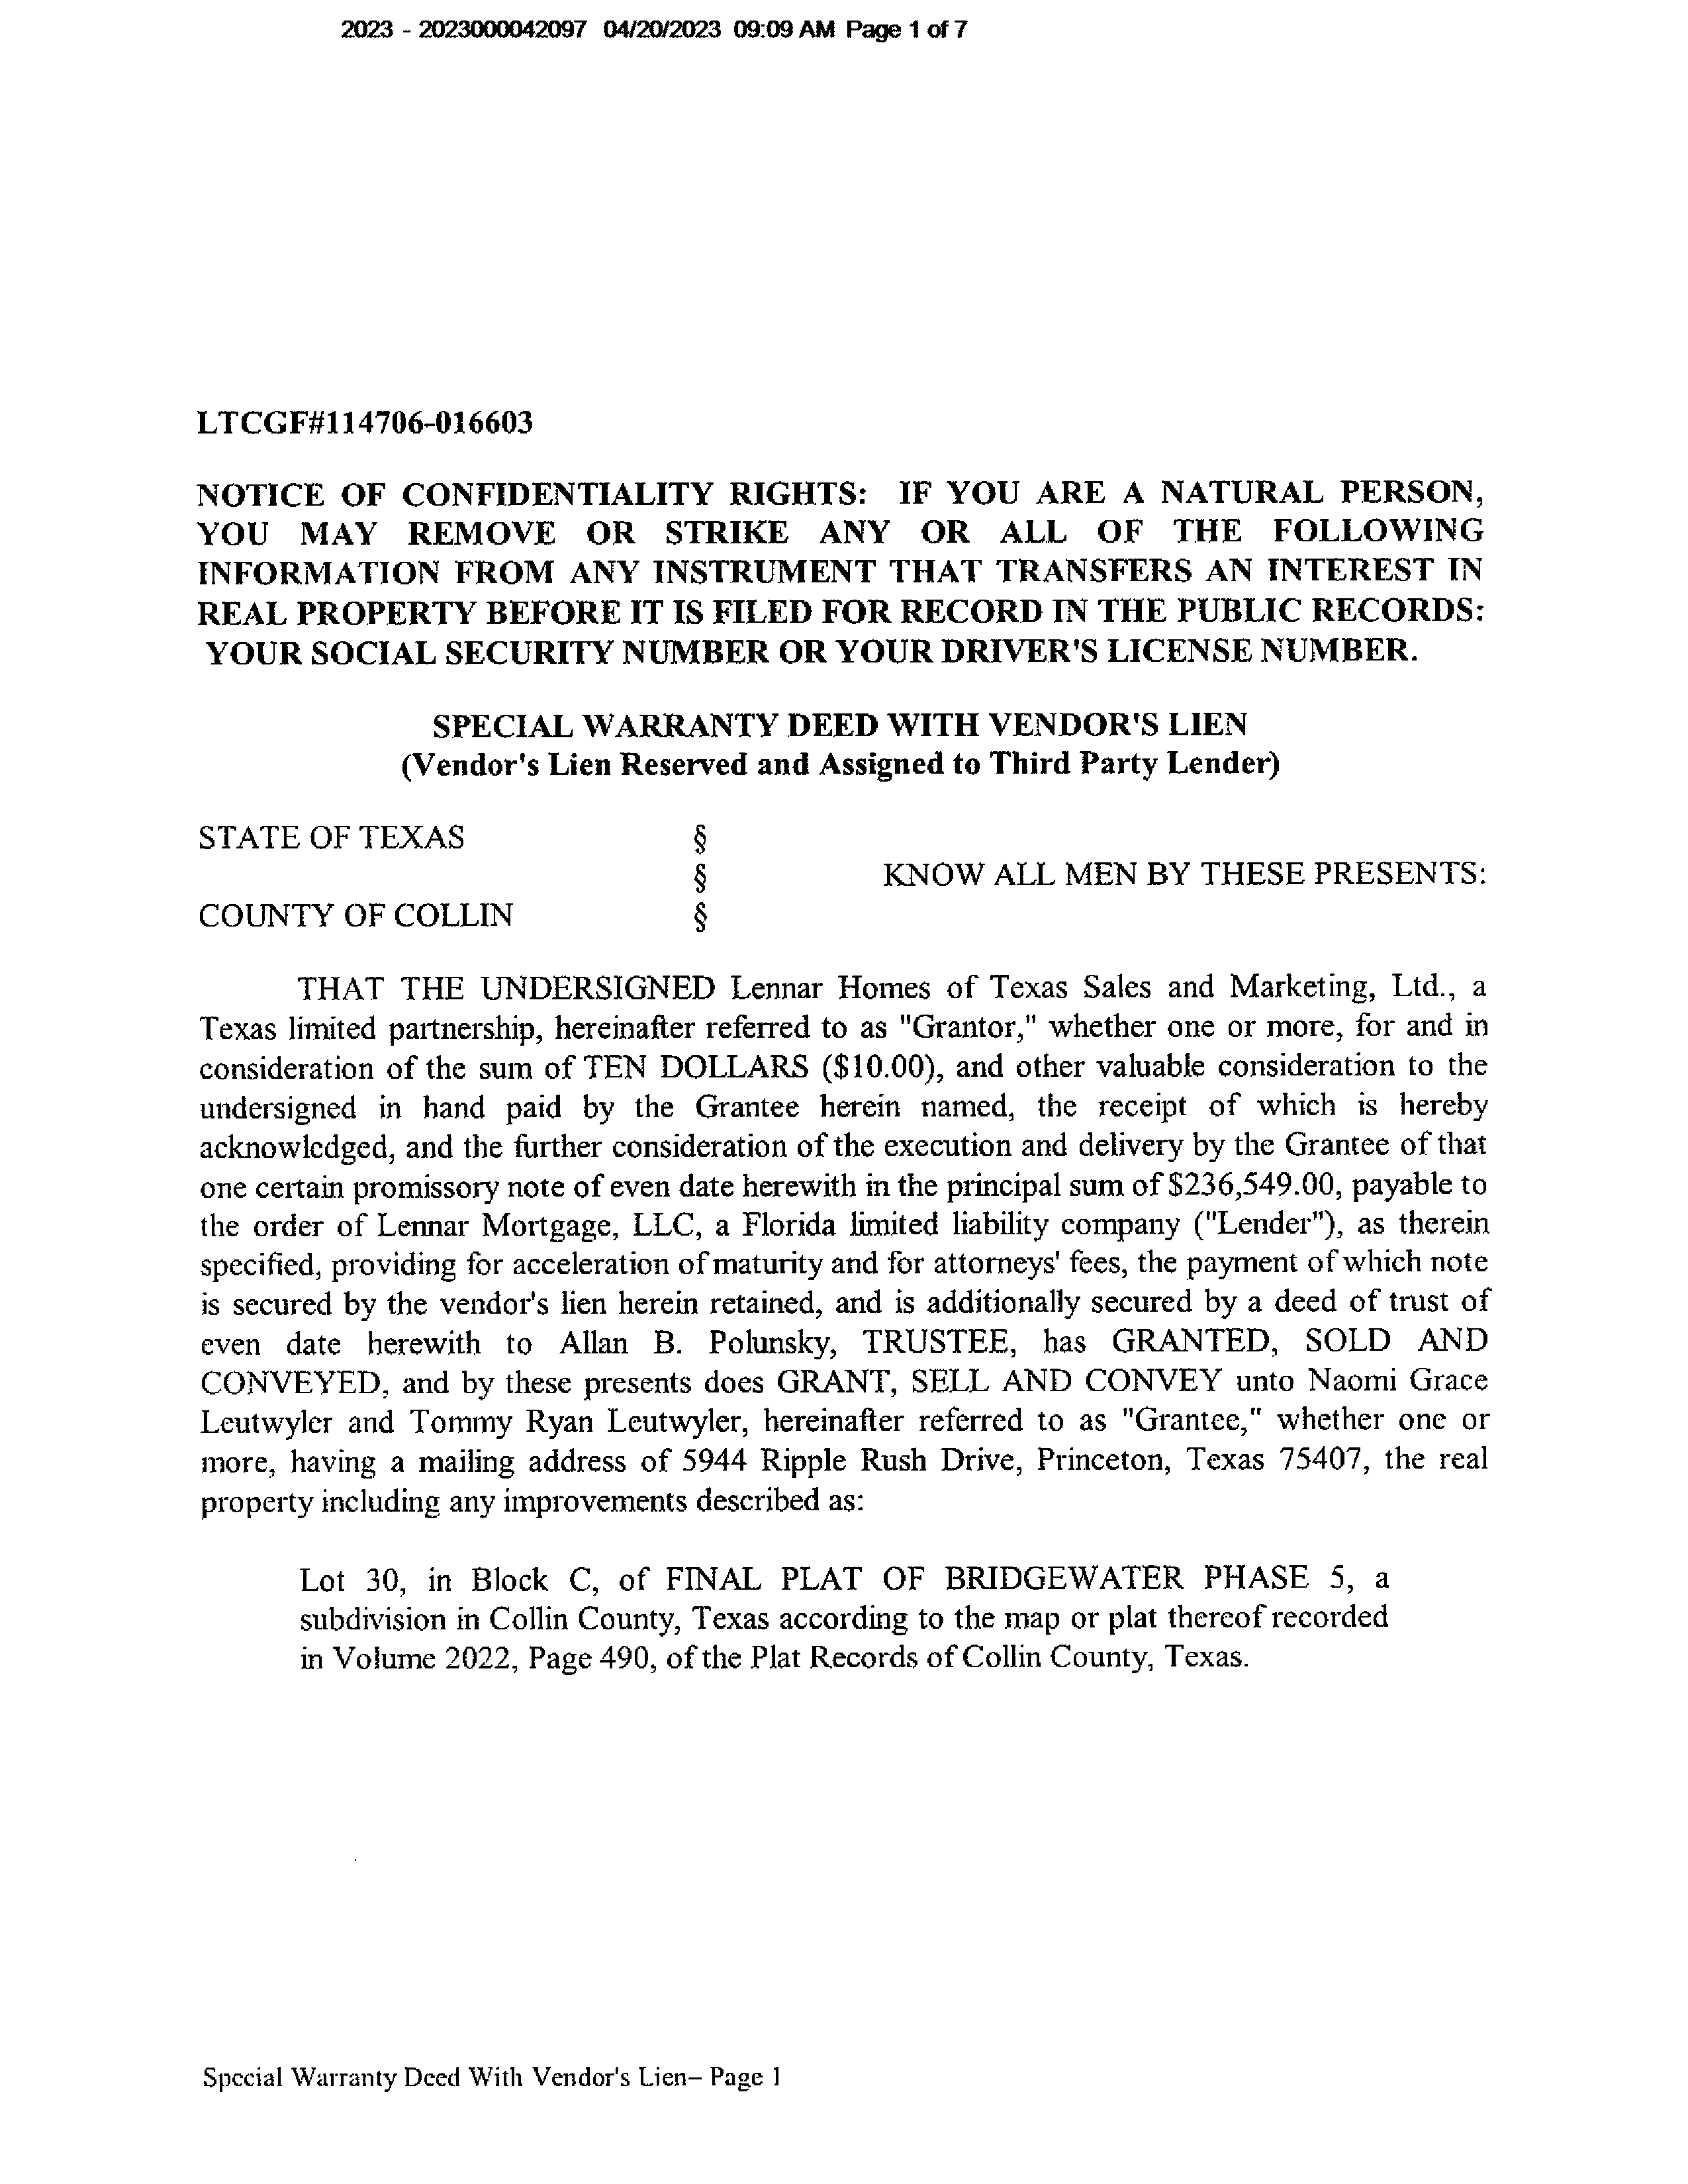 2023 - 2023000042097 04/20/2023 09:09 AM Page 1 of 7
LTCGF#114706-016603
NOTICE OF CONFIDENTIALITY RIGHTS: IF YOU ARE A NATURAL PERSON,
YOU MAY REMOVE OR STRIKE ANY OR ALL OF THE FOLLOWING
INFORMATION FROM ANY INSTRUMENT THAT TRANSFERS AN INTEREST IN
REAL PROPERTY BEFORE IT IS FILED FOR RECORD IN THE PUBLIC RECORDS:
YOUR SOCIAL SECURITY NUMBER OR YOUR DRIVER'S LICENSE NUMBER.
SPECIAL WARRANTY DEED WITH VENDOR'S LIEN
(Vendor's Lien Reserved and Assigned to Third Party Lender)
STATE OF TEXAS §
§ KNOW ALL MEN BY THESE PRESENTS:
COUNTY OF COLLIN §
THAT THE UNDERSIGNED Lennar Homes of Texas Sales and Marketing, Ltd., a
Texas limited partnership, hereinafter referred to as "Grantor," whether one or more, for and in
consideration of the sum of TEN DOLLARS ($10.00), and other valuable consideration to the
undersigned in hand paid by the Grantee herein named, the receipt of which is hereby
acknowledged, and the further consideration of the execution and delivery by the Grantee of that
one certain promissory note of even date herewith in the principal sum of $236,549.00, payable to
the order of Lennar Mortgage, LLC, a Florida limited liability company ("Lender"), as therein
specified, providing for acceleration of maturity and for attorneys' fees, the payment of which note
is secured by the vendor's lien herein retained, and is additionally secured by a deed of trust of
even date herewith to Allan B. Polunsky, TRUSTEE, has GRANTED, SOLD AND
CONVEYED, and by these presents does GRANT, SELL AND CONVEY unto Naomi Grace
Leutwyler and Tommy Ryan Leutwyler, hereinafter referred to as "Grantee," whether one or
more, having a mailing address of 5944 Ripple Rush Drive, Princeton, Texas 75407, the real
property including any improvements described as:
Lot 30, in Block C, of FINAL PLAT OF BRIDGEWATER PHASE 5, a
subdivision in Collin County, Texas according to the map or plat thereof recorded
in Volume 2022, Page 490, of the Plat Records of Collin County, Texas.
Special Warranty Deed With Vendor's Lien– Page 1